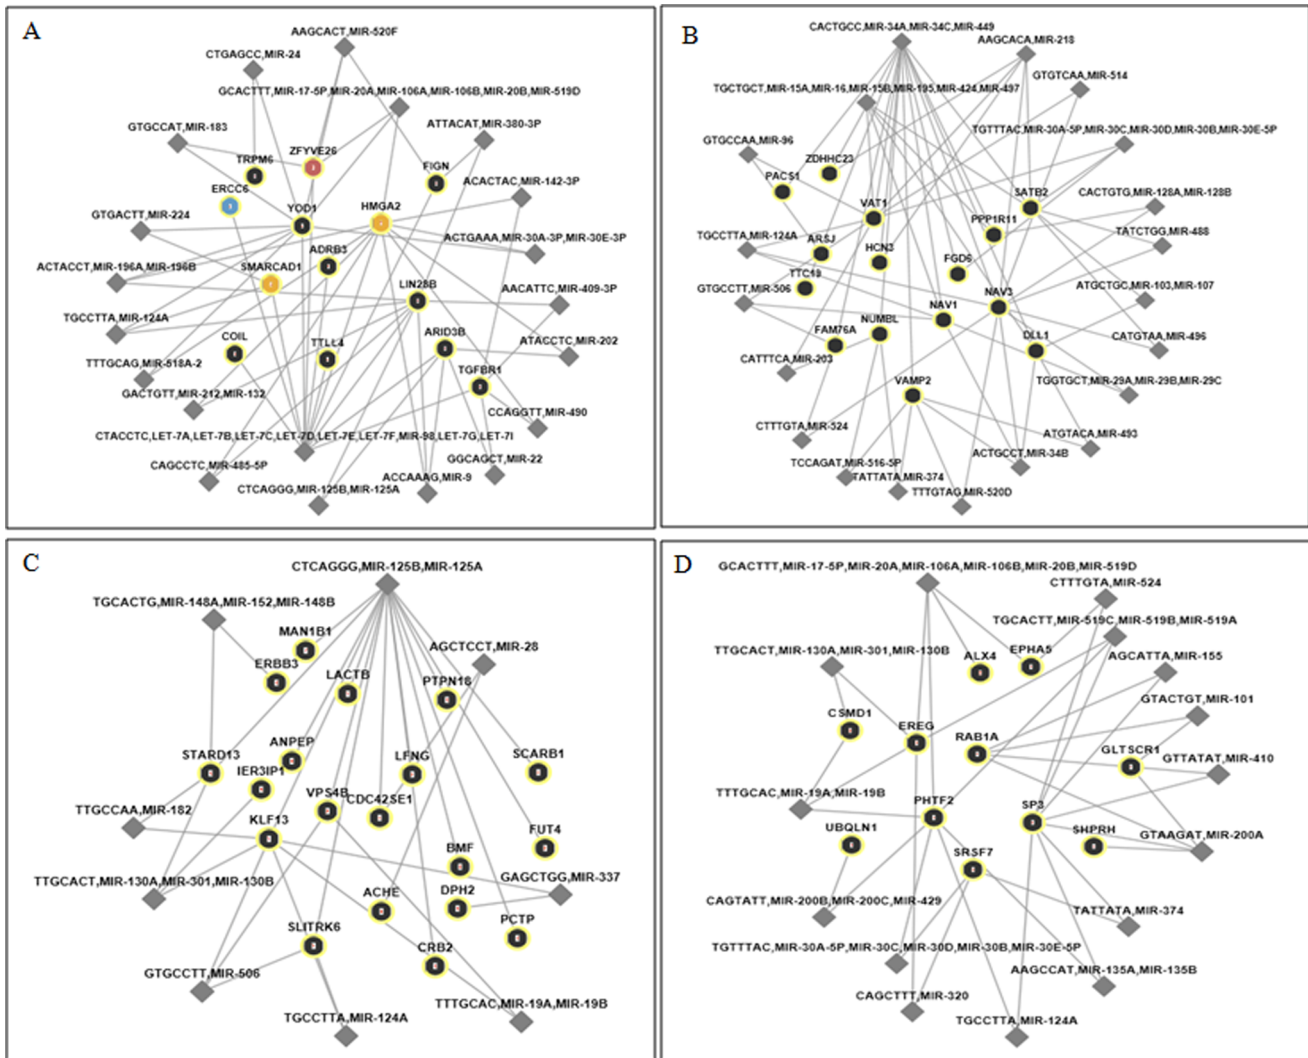 A
AAGCACT,MIR-520F
CTGAGCC,MIR-24
GCACTTT,MIR-17-5P,MIR-20A,MIR-106A,MIR-106B,MIR-20B,MIR-519D
GTGCCAT,MIR-183
ATTACAT,MIR-380-3P
ZFYVE26
TRPM6
FIGN
ACACTAC,MIR-142-3P
ERCC6
HMGA2
GTGACTT,MIR-224
YOD1
ACTGAAA,MIR-30A-3P,MIR-30E-3P
ADRB3
ACTACCT,MIR-196A,MIR-196B
SMARCAD1
LIN28B
AACATTC,MIR-409-3P
TGCCTTA,MIR-124A
COIL
TTLL4
ARID3B
ATACCTC,MIR-202
TTTGCAG,MIR-518A-2
TGFBR1
GACTGTT,MIR-212,MIR-132
CCAGGTT,MIR-490
CTACCTC,LET-7A,LET-7B,LET-7C,LET-7D,LET-7E,LET-7F,MIR-98,LET-7G,LET-7I
GGCAGCT,MIR-22
CAGCCTC,MIR-485-5P
ACCAAAG,MIR-9
CTCAGGG,MIR-125B,MIR-125A
B
CACTGCC,MIR-34A,MIR-34C,MIR-449
AAGCACA,MIR-218
GTGTCAA,MIR-514
TGCTGCT,MIR-15A,MIR-16,MIR-15B,MIR-195,MIR-424,MIR-497
TGTTTAC,MIR-30A-5P,MIR-30C,MIR-30D,MIR-30B,MIR-30E-5P
GTGCCAA,MIR-96
ZDHHC23
PACS1
SATB2
CACTGTG,MIR-128A,MIR-128B
VAT1
PPP1R11
TATCTGG,MIR-488
TGCCTTA,MIR-124A
ARSJ
HCN3
FGD6
TTC19
ATGCTGC,MIR-103,MIR-107
GTGCCTT,MIR-506
NAV3
NAV1
FAM76A
NUMBL
DLL1
CATGTAA,MIR-496
CATTTCA,MIR-203
VAMP2
TGGTGCT,MIR-29A,MIR-29B,MIR-29C
CTTTGTA,MIR-524
ATGTACA,MIR-493
ACTGCCT,MIR-34B
TCCAGAT,MIR-516-5P
TATTATA,MIR-374
TTTGTAG,MIR-520D
C
CTCAGGG,MIR-125B,MIR-125A
TGCACTG,MIR-148A,MIR-152,MIR-148B
MAN1B1
AGCTCCT,MIR-28
ERBB3
LACTB
PTPN18
STARD13
ANPEP
SCARB1
IER3IP1
LFNG
VPS4B
CDC42SE1
TTGCCAA,MIR-182
KLF13
FUT4
BMF
TTGCACT,MIR-130A,MIR-301,MIR-130B
GAGCTGG,MIR-337
ACHE
DPH2
PCTP
SLITRK6
CRB2
GTGCCTT,MIR-506
TTTGCAC,MIR-19A,MIR-19B
TGCCTTA,MIR-124A
D
GCACTTT,MIR-17-5P,MIR-20A,MIR-106A,MIR-106B,MIR-20B,MIR-519D
CTTTGTA,MIR-524
TGCACTT,MIR-519C,MIR-519B,MIR-519A
TTGCACT,MIR-130A,MIR-301,MIR-130B
ALX4
EPHA5
AGCATTA,MIR-155
GTACTGT,MIR-101
CSMD1
EREG
RAB1A
GLTSCR1
GTTATAT,MIR-410
TTTGCAC,MIR-19A,MIR-19B
PHTF2
SP3
UBQLN1
SHPRH
GTAAGAT,MIR-200A
SRSF7
CAGTATT,MIR-200B,MIR-200C,MIR-429
TATTATA,MIR-374
TGTTTAC,MIR-30A-5P,MIR-30C,MIR-30D,MIR-30B,MIR-30E-5P
AAGCCAT,MIR-135A,MIR-135B
CAGCTTT,MIR-320
TGCCTTA,MIR-124A